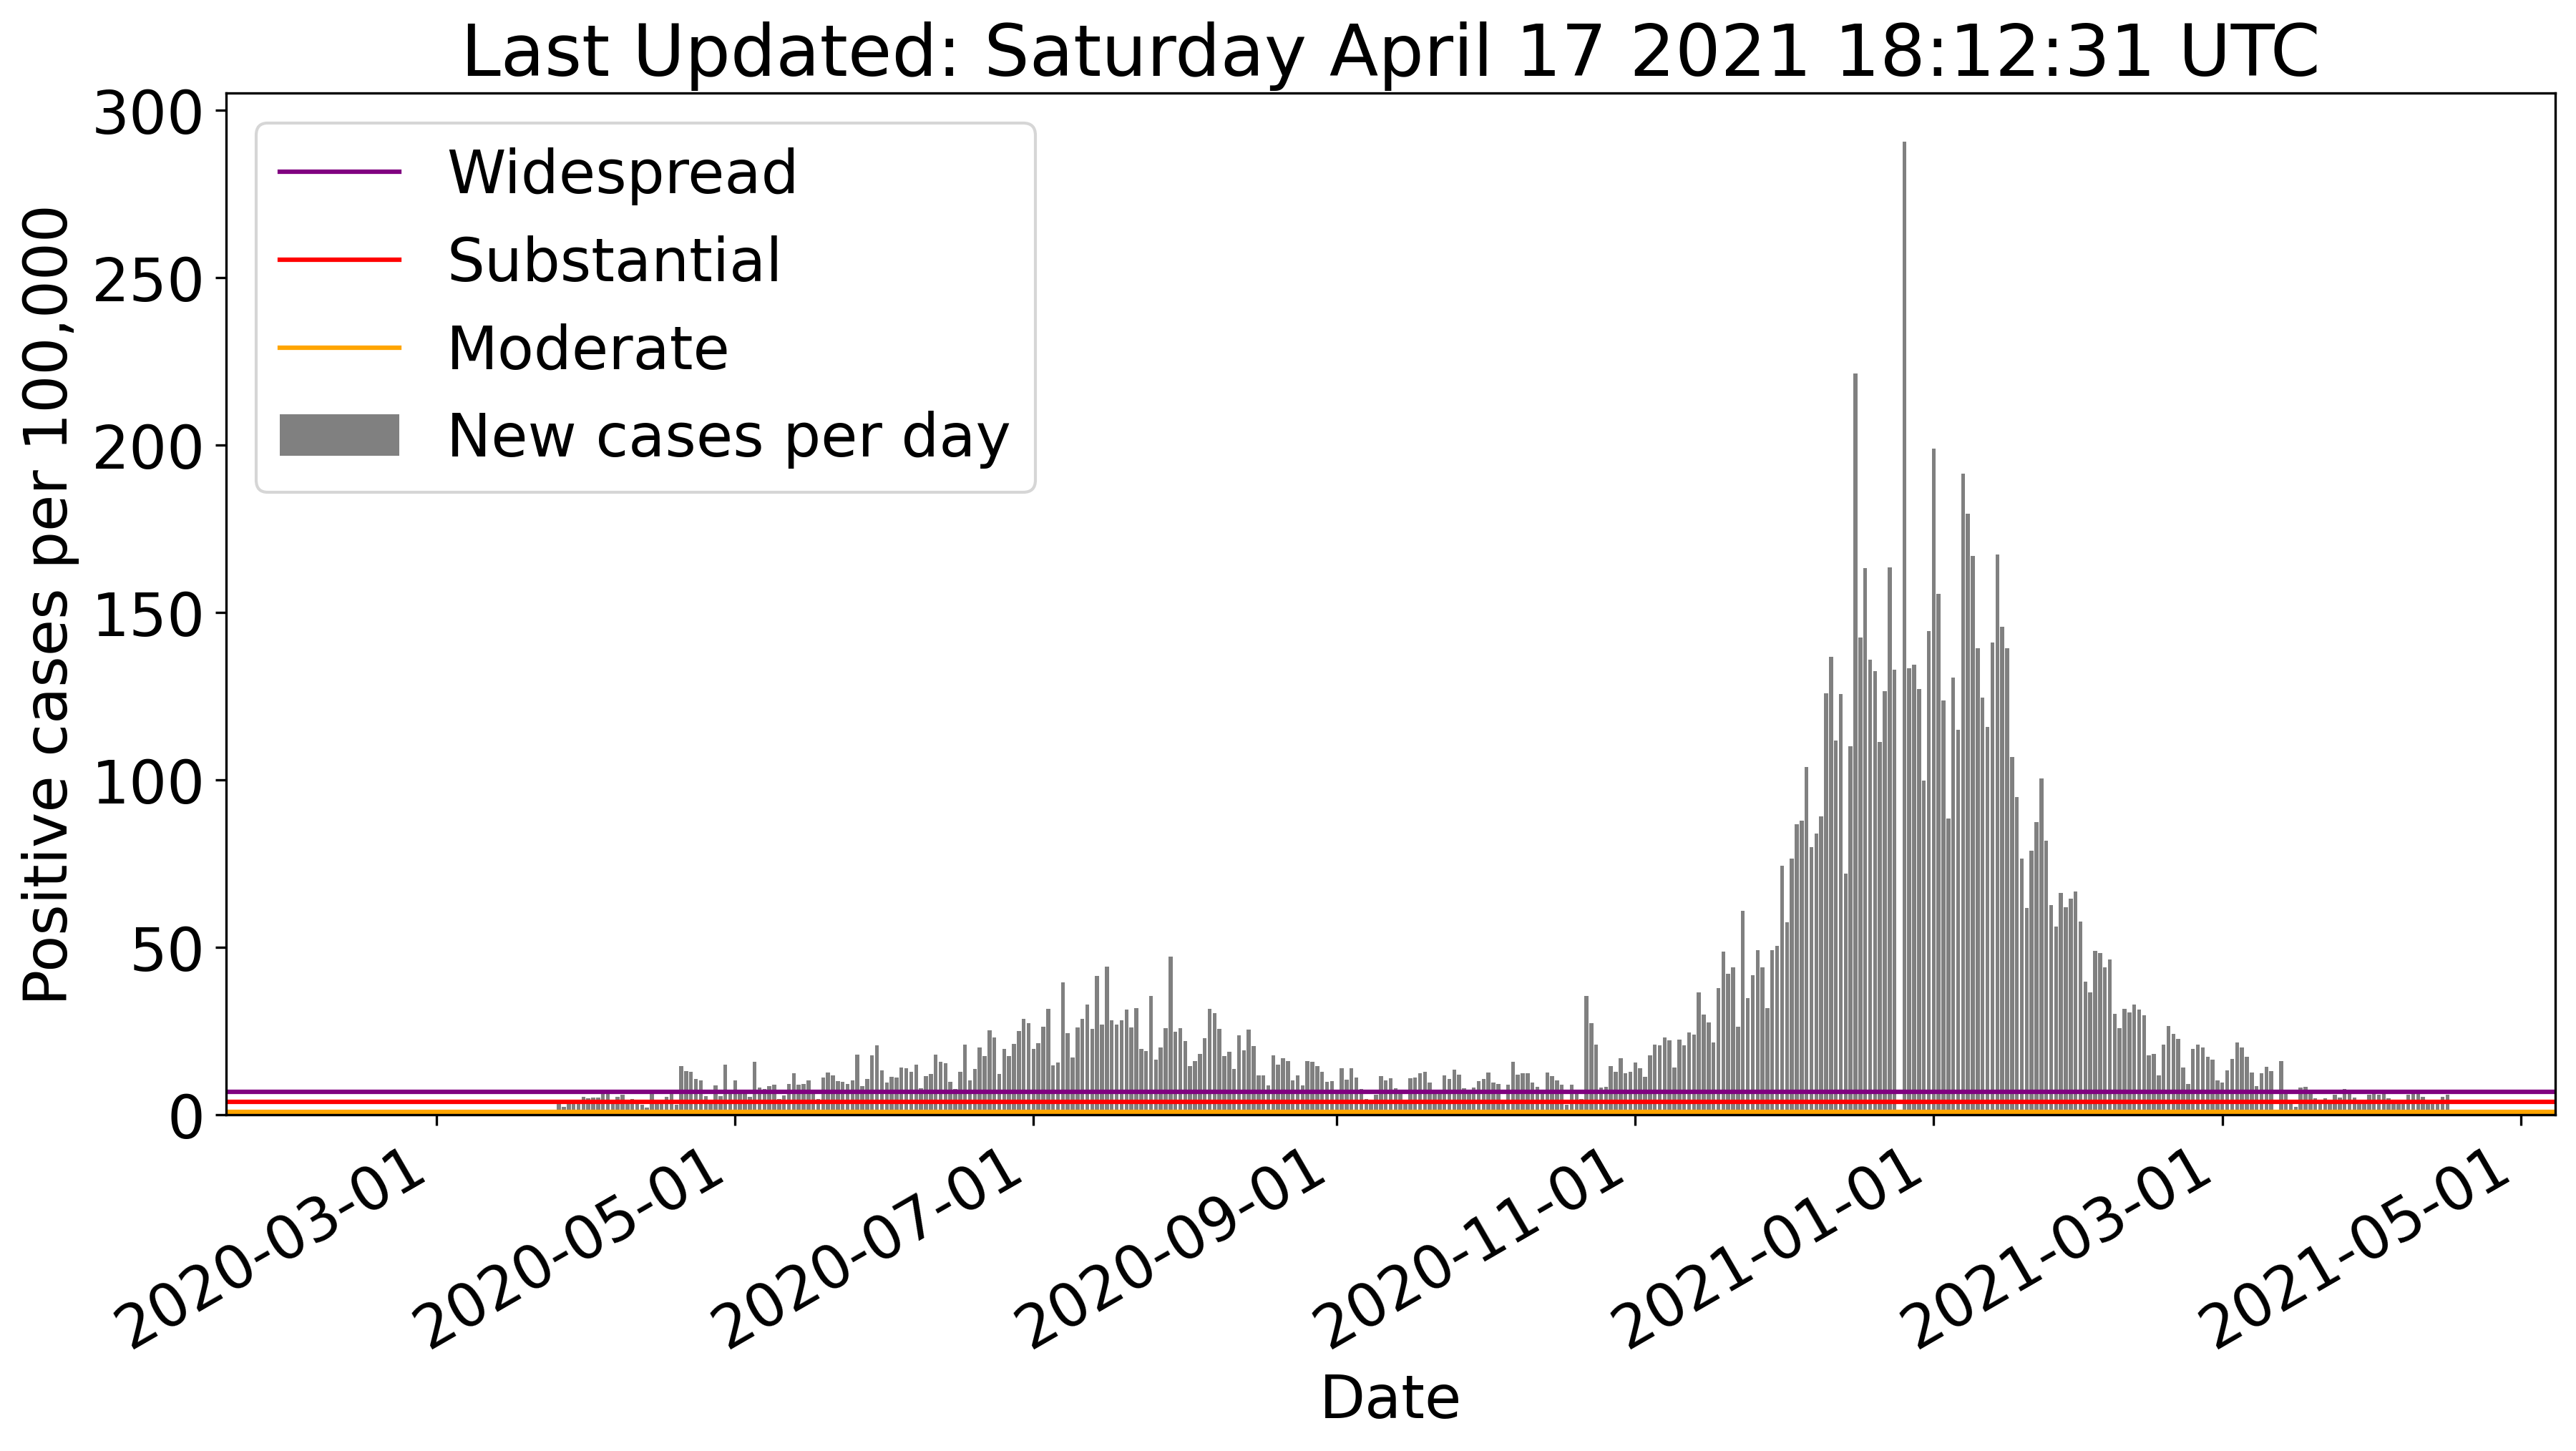 Last Updated: Saturday April 17 2021 18:12:31 UTC
Positive cases per 100,000
300
250
200
150
100
50
0
Widespread
Substantial
Moderate
New cases per day
2020-03-01
2020-05-01
2020-07-01
2020-09-01
2020-11-01
2021-01-01
2021-03-01
2021-05-01
Date